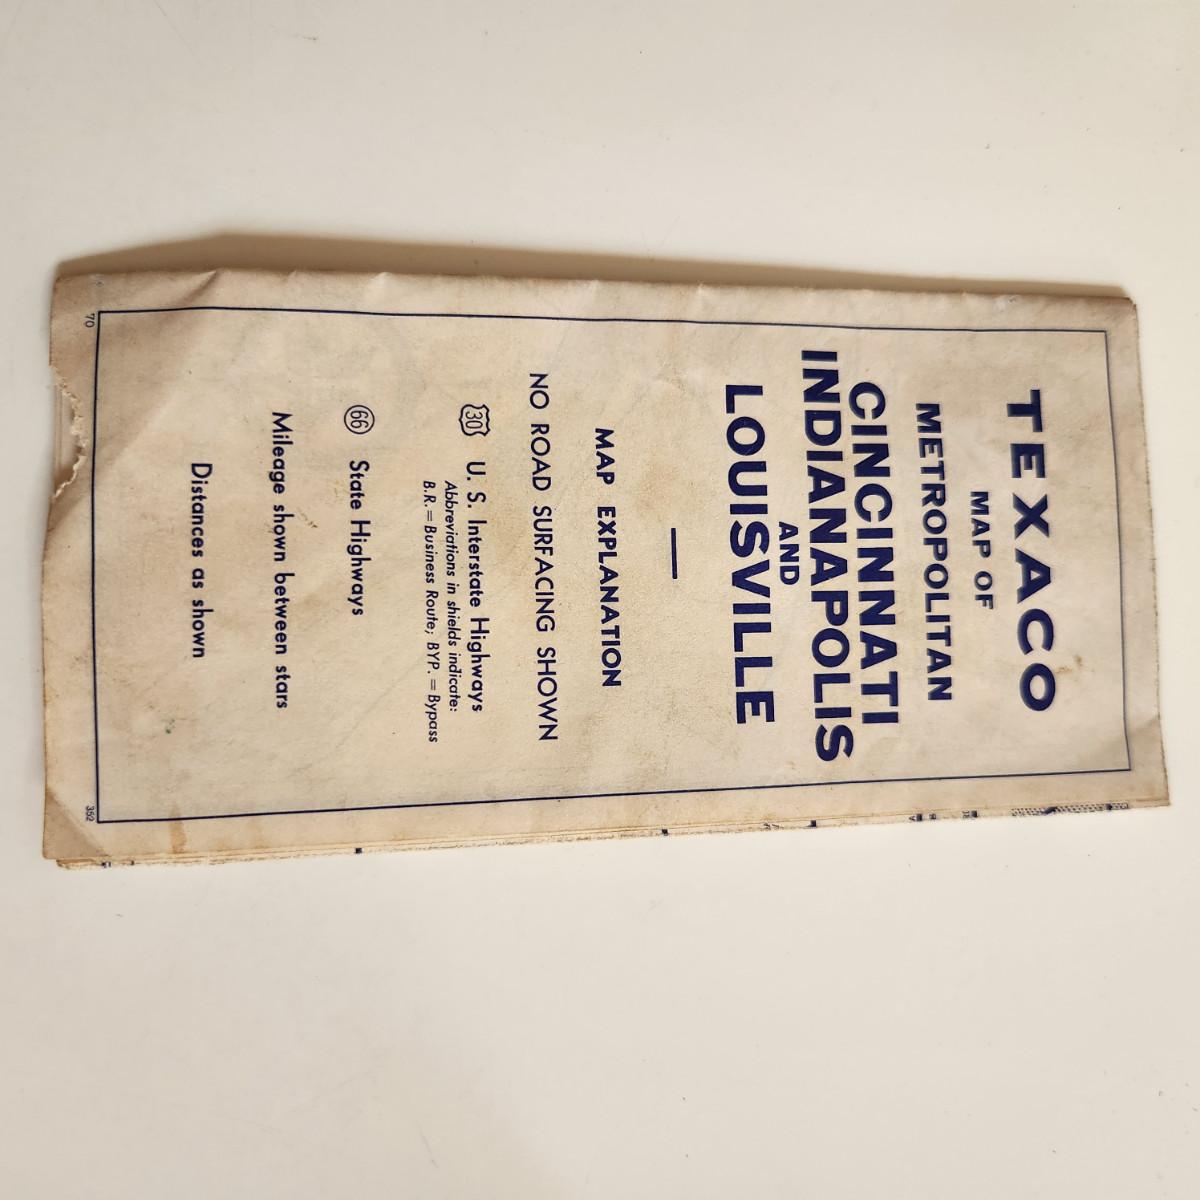 TEXACO
MAP OF
METROPOLITAN
CINCINNATI
INDIANAPOLIS
AND
LOUISVILLE
MAP EXPLANATION
NO ROAD SURFACING SHOWN
30 U. S. Interstate Highways
Abbreviations in shields indicate:
B.R. = Business Route; BYP. = Bypass
66 State Highways
Mileage shown between stars
Distances as shown
70 352